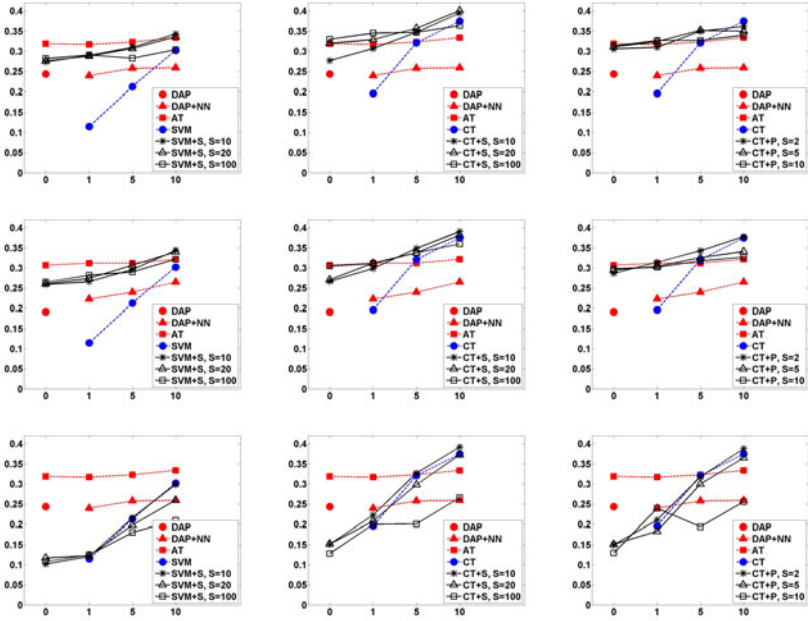 0.4
0.35
0.3
0.25
0.2
0.15
0.1
0.05
0
DAP
DAP+NN
AT
SVM
SVM+S, S=10
SVM+S, S=20
SVM+S, S=100
0 1 5 10
0.4
0.35
0.3
0.25
0.2
0.15
0.1
0.05
0
DAP
DAP+NN
AT
CT
CT+S, S=10
CT+S, S=20
CT+S, S=100
0 1 5 10
0.4
0.35
0.3
0.25
0.2
0.15
0.1
0.05
0
DAP
DAP+NN
AT
CT
CT+P, S=2
CT+P, S=5
CT+P, S=10
0 1 5 10
0.4
0.35
0.3
0.25
0.2
0.15
0.1
0.05
0
DAP
DAP+NN
AT
SVM
SVM+S, S=10
SVM+S, S=20
SVM+S, S=100
0 1 5 10
0.4
0.35
0.3
0.25
0.2
0.15
0.1
0.05
0
DAP
DAP+NN
AT
CT
CT+S, S=10
CT+S, S=20
CT+S, S=100
0 1 5 10
0.4
0.35
0.3
0.25
0.2
0.15
0.1
0.05
0
DAP
DAP+NN
AT
CT
CT+P, S=2
CT+P, S=5
CT+P, S=10
0 1 5 10
0.4
0.35
0.3
0.25
0.2
0.15
0.1
0.05
0
DAP
DAP+NN
AT
SVM
SVM+S, S=10
SVM+S, S=20
SVM+S, S=100
0 1 5 10
0.4
0.35
0.3
0.25
0.2
0.15
0.1
0.05
0
DAP
DAP+NN
AT
CT
CT+S, S=10
CT+S, S=20
CT+S, S=100
0 1 5 10
0.4
0.35
0.3
0.25
0.2
0.15
0.1
0.05
0
DAP
DAP+NN
AT
CT
CT+P, S=2
CT+P, S=5
CT+P, S=10
0 1 5 10